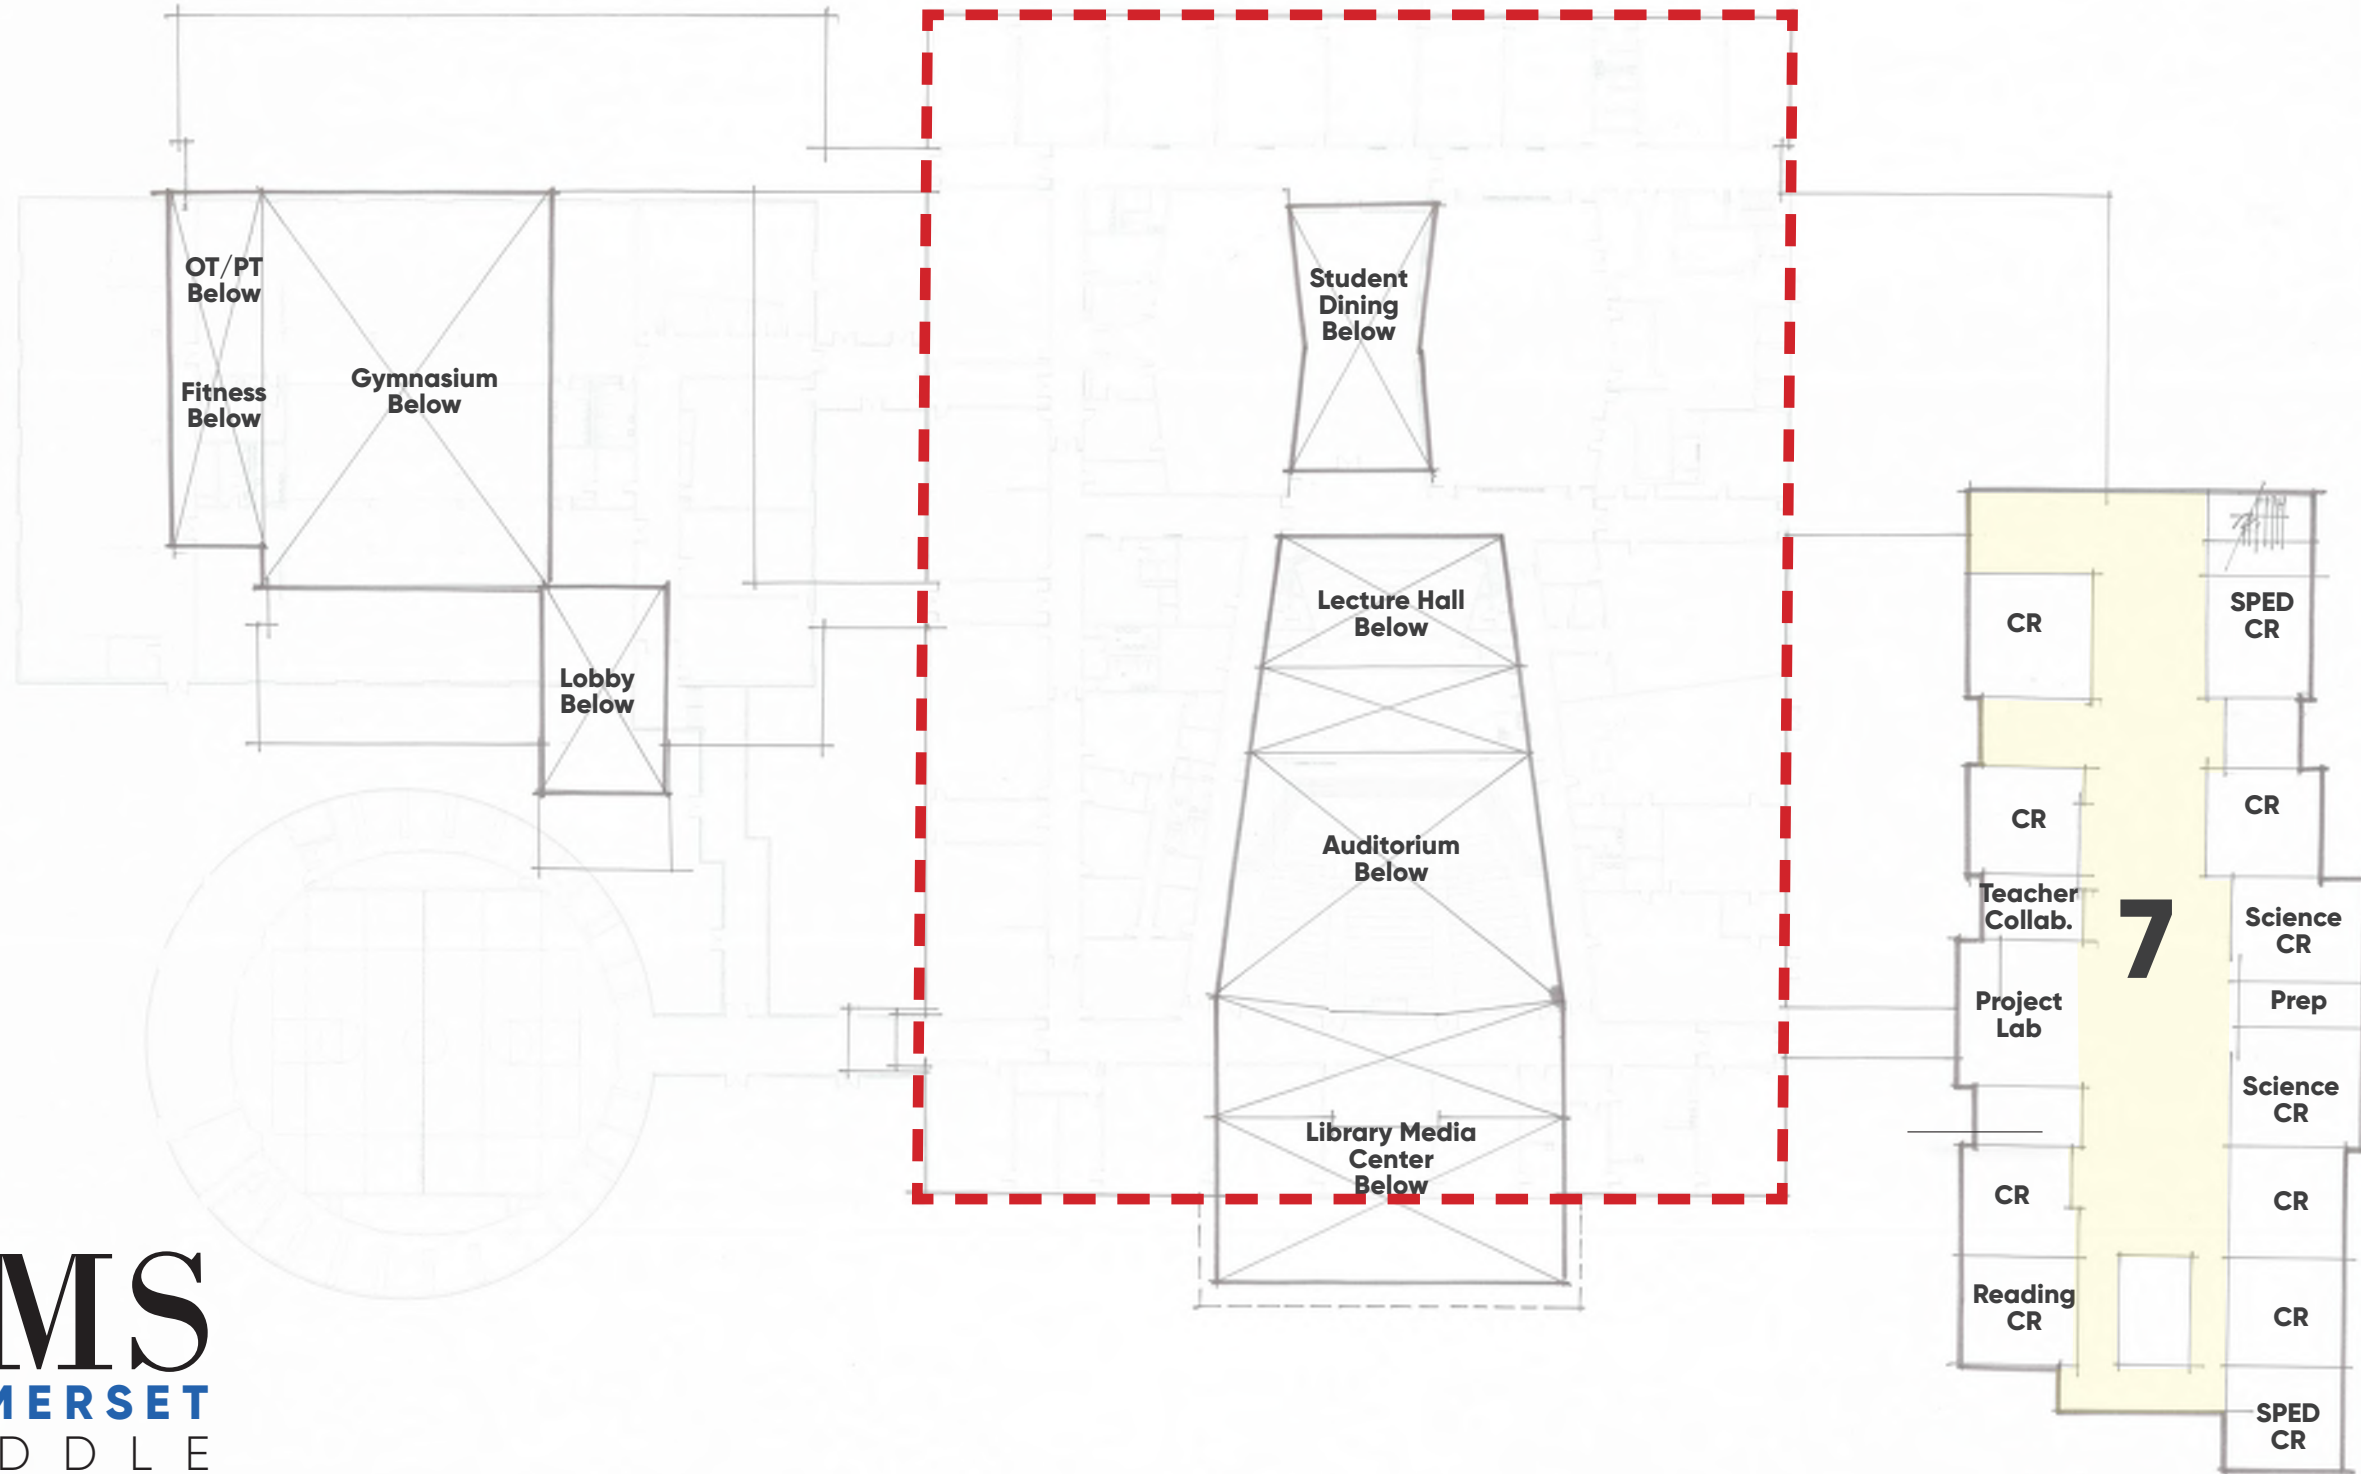 OT/PT
Below
Fitness
Below
Gymnasium
Below
Lobby
Below
Student
Dining
Below
Lecture Hall
Below
Auditorium
Below
Library Media
Center
Below
CR
SPED
CR
CR
CR
Teacher
Collab.
7
Science
CR
Project
Lab
Prep
Science
CR
CR
CR
Reading
CR
CR
SPED
CR
MS
MERSET
DDLE